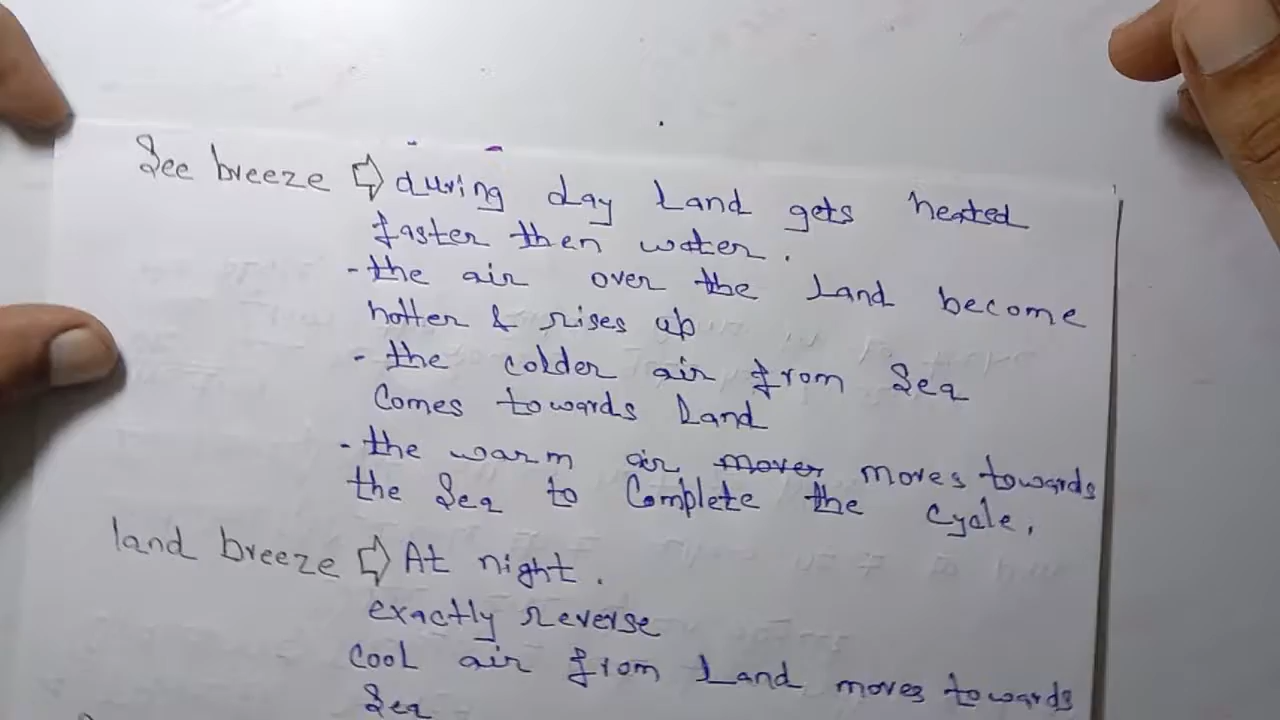 See breeze ⇨ during day Land gets heated
faster then water.
- the air over the Land become
hotter & rises up
- the colder air from Sea
Comes towards Land
- the warm air mover moves towards
the Sea to Complete the Cycle.
land breeze ⇨ At night.
exactly reverse
Cool air from Land moves towards
Sea